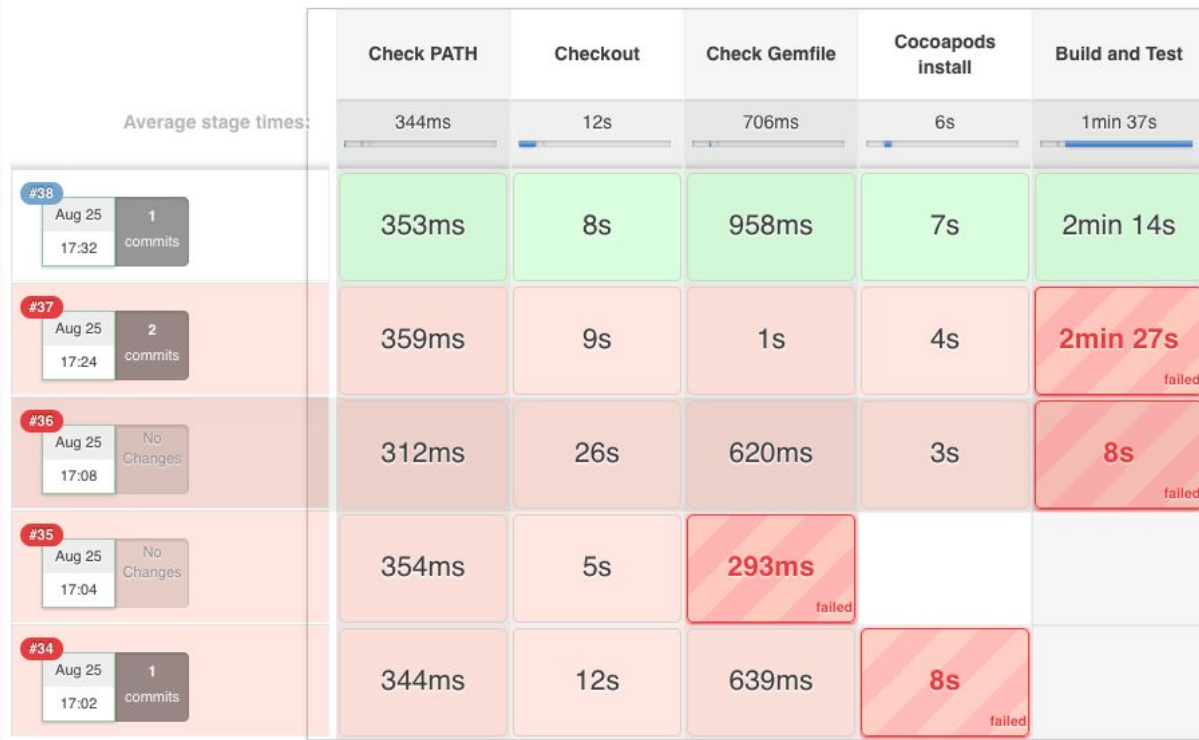 Check PATH Checkout Check Gemfile Cocoapods install Build and Test
Average stage times: 344ms 12s 706ms 6s 1min 37s
#38
Aug 25 1 commits
17:32
353ms 8s 958ms 7s 2min 14s
#37
Aug 25 2 commits
17:24
359ms 9s 1s 4s 2min 27s
failed
#36
Aug 25 No Changes
17:08
312ms 26s 620ms 3s 8s
failed
#35
Aug 25 No Changes
17:04
354ms 5s 293ms
failed
#34
Aug 25 1 commits
17:02
344ms 12s 639ms 8s
failed